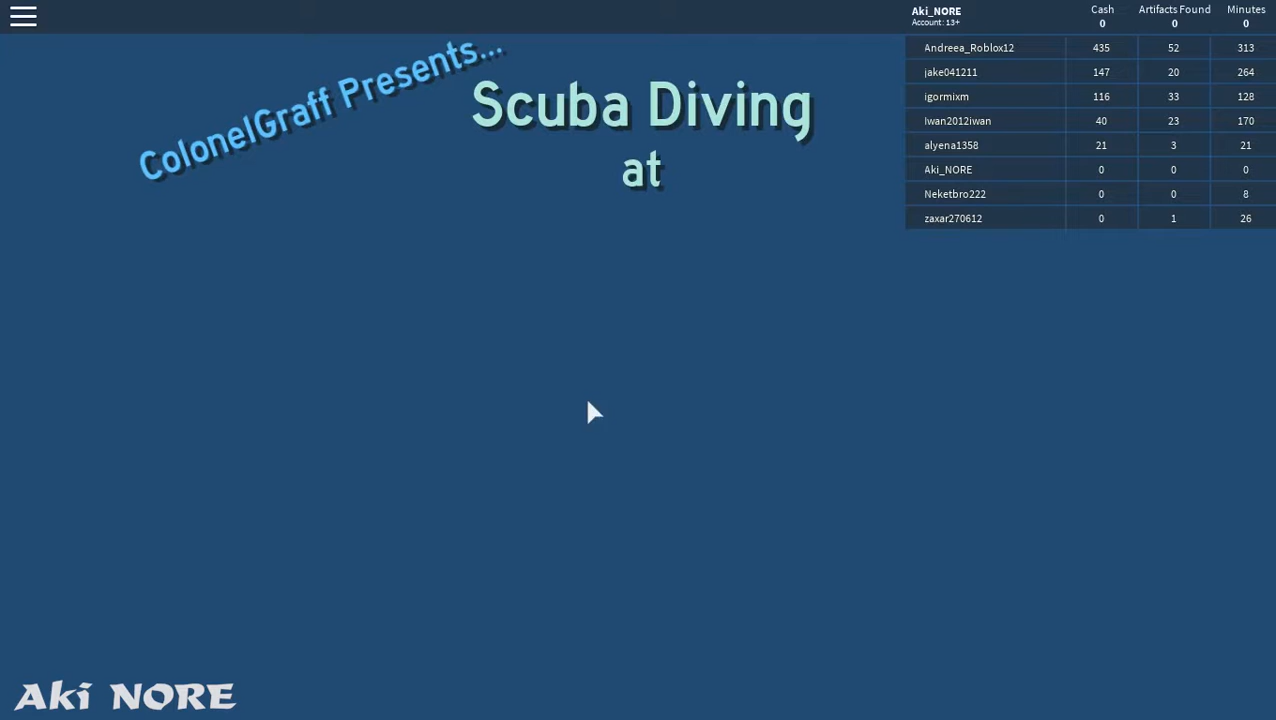 Aki_NORE
Account: 13+
Cash
0
Artifacts Found
0
Minutes
0
Andreea_Roblox12 435 52 313
jake041211 147 20 264
igormixm 116 33 128
Iwan2012iwan 40 23 170
alyena1358 21 3 21
Aki_NORE 0 0 0
Neketbro222 0 0 8
zaxar270612 0 1 26
ColonelGraff Presents...
Scuba Diving
at
Aki NORE